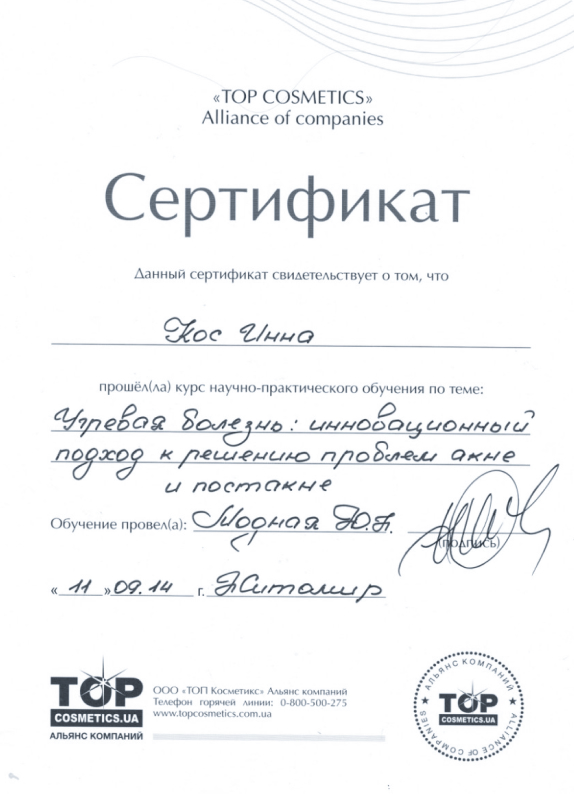 «TOP COSMETICS»
Alliance of companies
Сертификат
Данный сертификат свидетельствует о том, что
Кос Инна
прошёл(ла) курс научно-практического обучения по теме:
Угревая болезнь: инновационный
подход к решению проблем акне
и постакне
Обучение провел(а): Модная Ю.П.
(подпись)
« 11 » 09.14 г. Житомир
TOP
COSMETICS.UA
АЛЬЯНС КОМПАНИЙ
ООО «ТОП Косметикс» Альянс компаний
Телефон горячей линии: 0-800-500-275
www.topcosmetics.com.ua
АЛЬЯНС КОМПАНИЙ
TOP
COSMETICS.UA
ALLIANCE OF COMPANIES